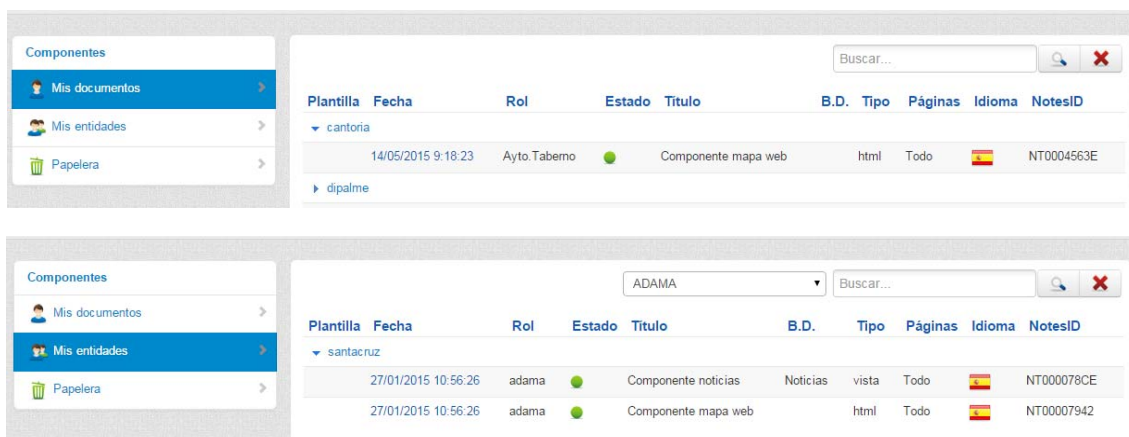 Componentes
Mis documentos
Mis entidades
Papelera
Buscar...
Plantilla Fecha Rol Estado Título B.D. Tipo Páginas Idioma NotesID
cantoria
14/05/2015 9:18:23 Ayto.Taberno Componente mapa web html Todo NT0004563E
dipalme
Componentes
Mis documentos
Mis entidades
Papelera
ADAMA Buscar...
Plantilla Fecha Rol Estado Título B.D. Tipo Páginas Idioma NotesID
santacruz
27/01/2015 10:56:26 adama Componente noticias Noticias vista Todo NT000078CE
27/01/2015 10:56:26 adama Componente mapa web html Todo NT00007942